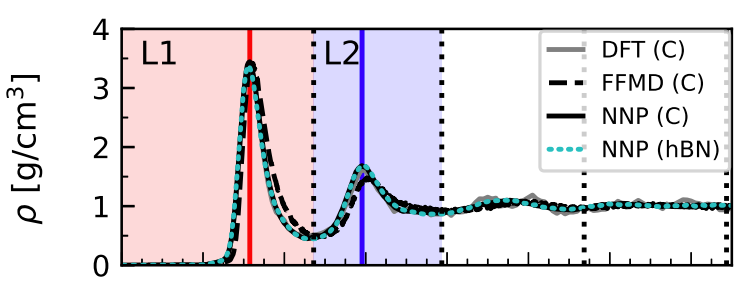 ρ [g/cm³]
4
3
2
1
0
L1
L2
DFT (C)
FFMD (C)
NNP (C)
NNP (hBN)